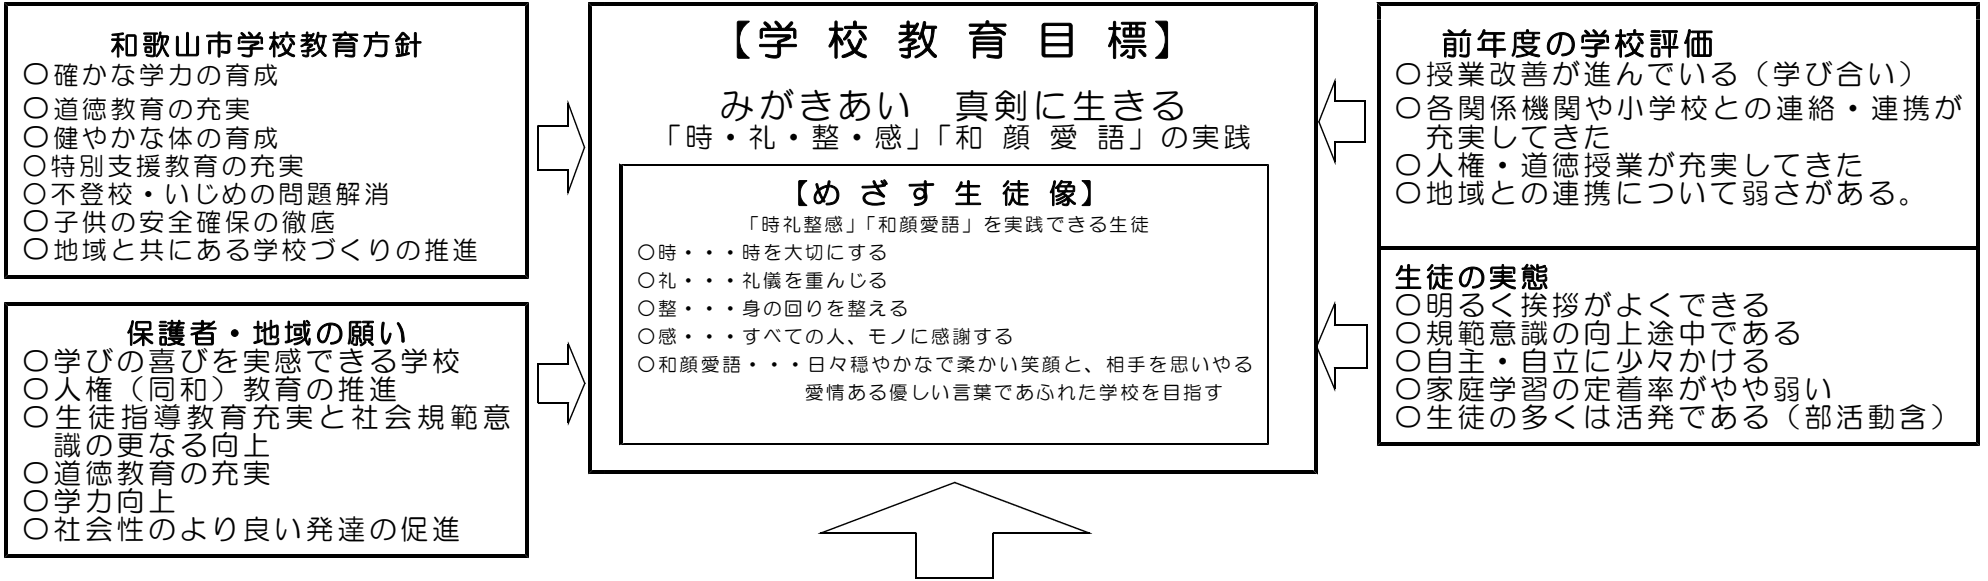 和歌山市学校教育方針
○確かな学力の育成
○道徳教育の充実
○健やかな体の育成
○特別支援教育の充実
○不登校・いじめの問題解消
○子供の安全確保の徹底
○地域と共にある学校づくりの推進
保護者・地域の願い
○学びの喜びを実感できる学校
○人権（同和）教育の推進
○生徒指導教育充実と社会規範意
識の更なる向上
○道徳教育の充実
○学力向上
○社会性のより良い発達の促進
【学 校 教 育 目 標】
みがきあい　真剣に生きる
「時・礼・整・感」「和 顔 愛 語」の実践
【め ざ す 生 徒 像】
「時礼整感」「和顔愛語」を実践できる生徒
○時・・・時を大切にする
○礼・・・礼儀を重んじる
○整・・・身の回りを整える
○感・・・すべての人、モノに感謝する
○和顔愛語・・・日々穏やかなで柔かい笑顔と、相手を思いやる
愛情ある優しい言葉であふれた学校を目指す
前年度の学校評価
○授業改善が進んでいる（学び合い）
○各関係機関や小学校との連絡・連携が
充実してきた
○人権・道徳授業が充実してきた
○地域との連携について弱さがある。
生徒の実態
○明るく挨拶がよくできる
○規範意識の向上途中である
○自主・自立に少々かける
○家庭学習の定着率がやや弱い
○生徒の多くは活発である（部活動含）